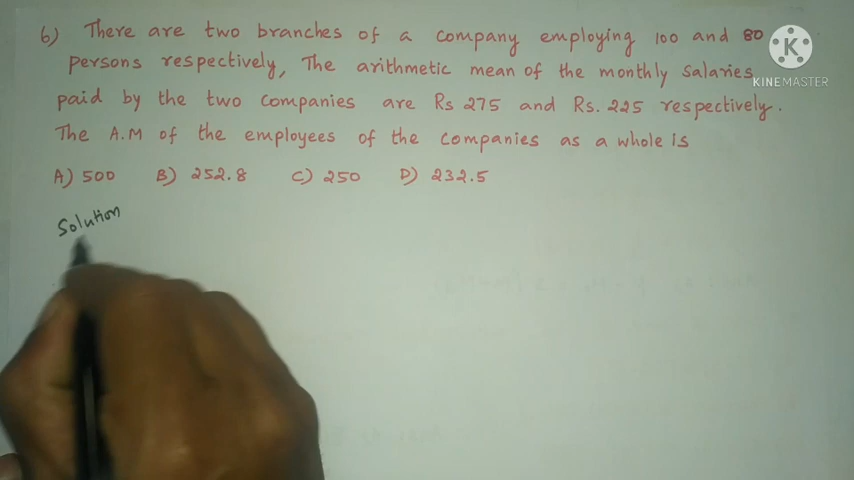 6) There are two branches of a company employing 100 and 80
persons respectively, The arithmetic mean of the monthly salaries
paid by the two companies are Rs 275 and Rs. 225 respectively.
The A.M of the employees of the companies as a whole is
A) 500 B) 252.8 C) 250 D) 232.5
Solution
K
KINEMASTER